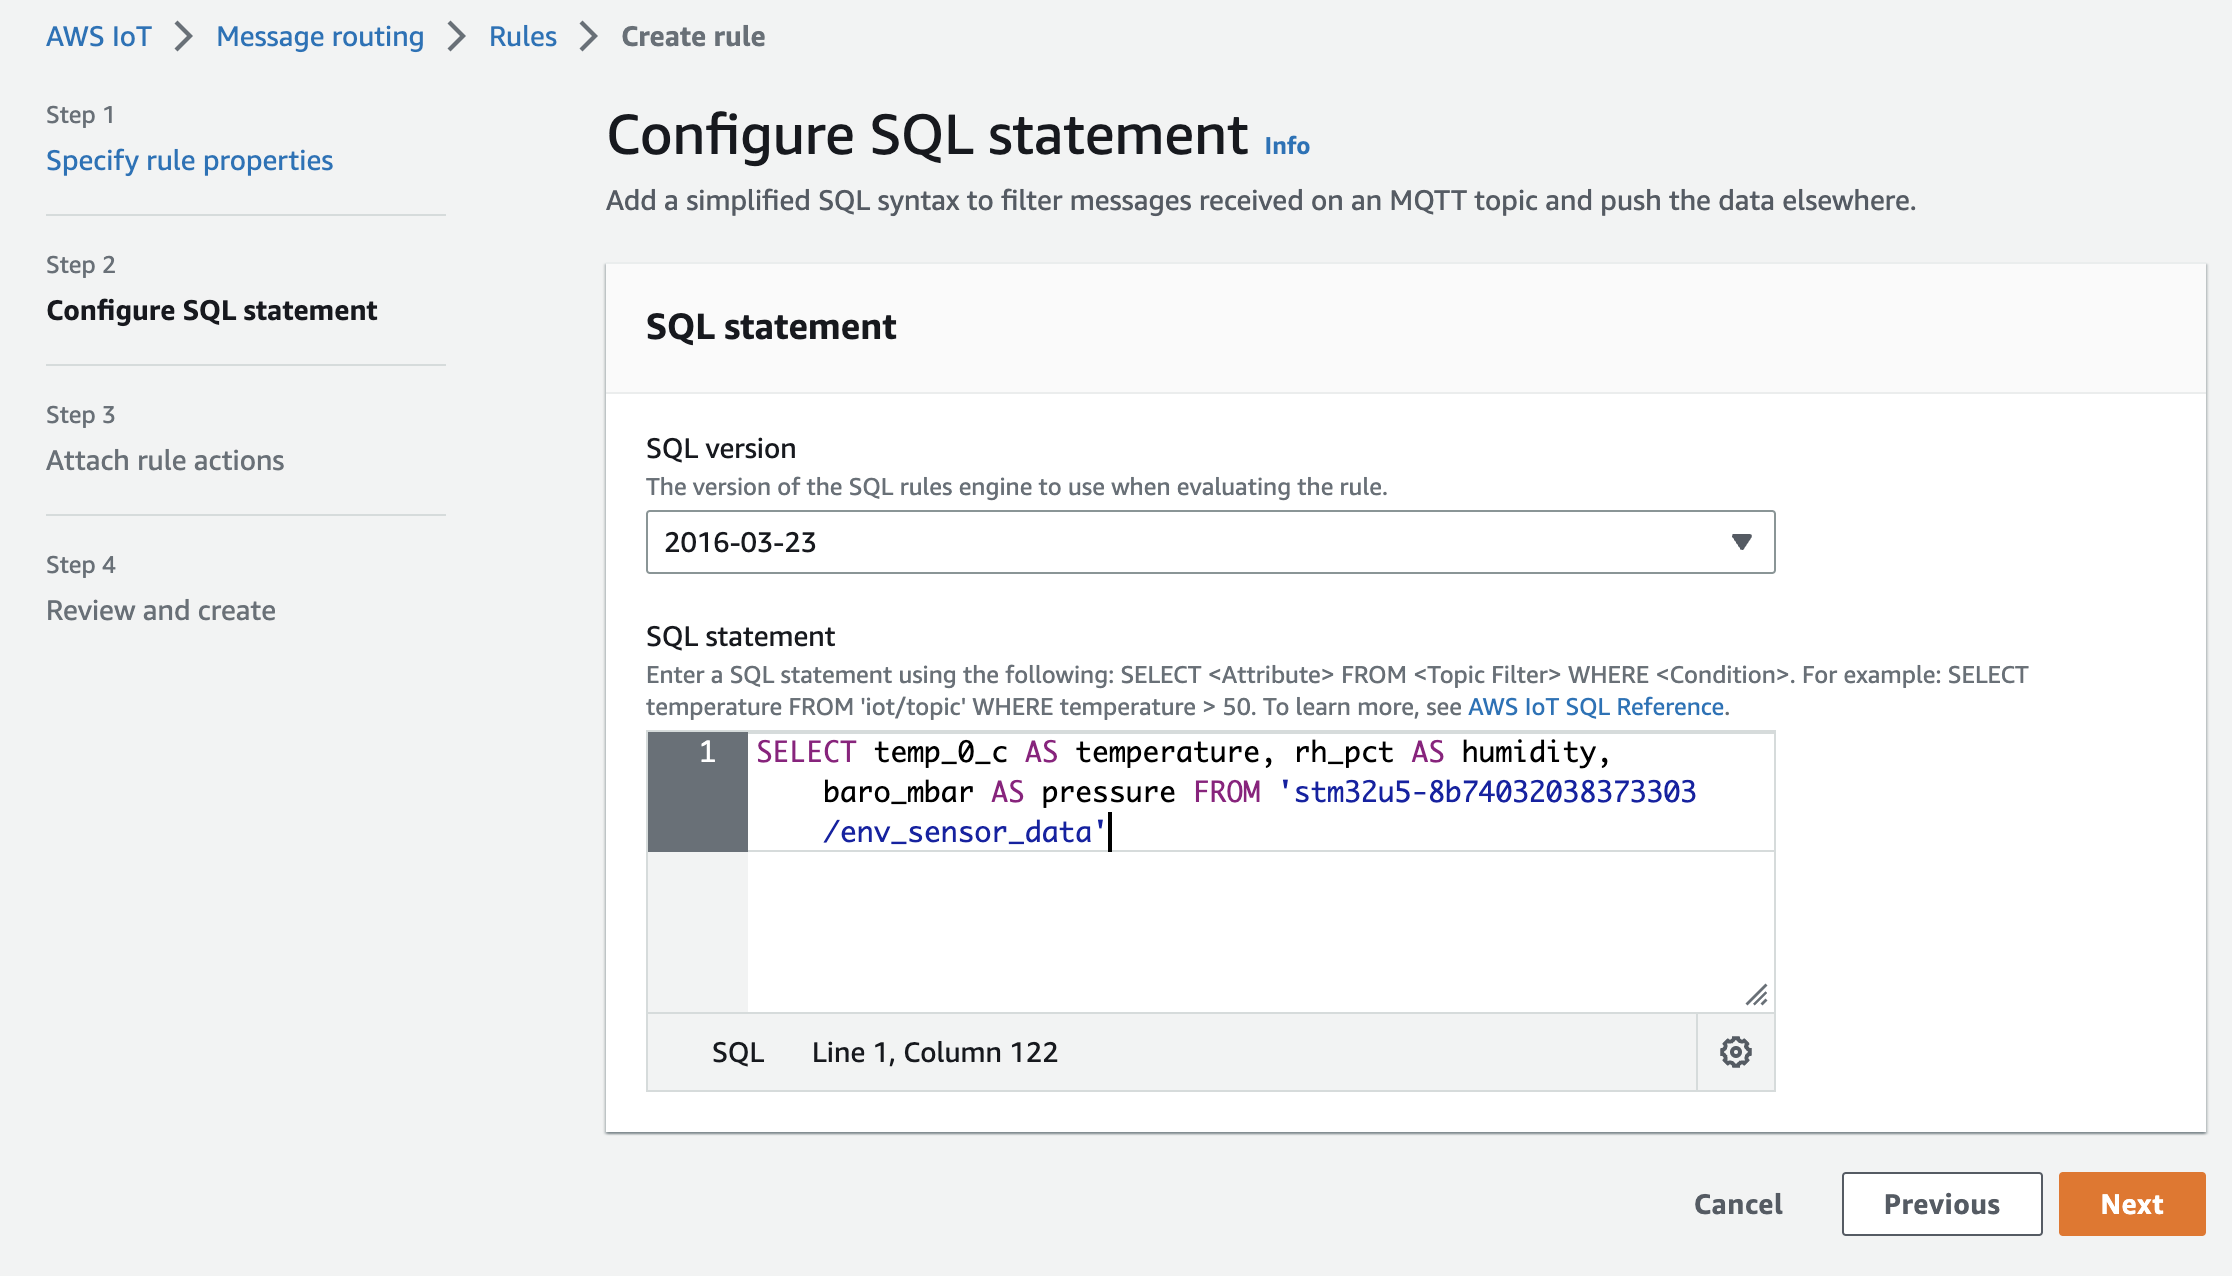 AWS IoT > Message routing > Rules > Create rule
Step 1
Specify rule properties
Step 2
Configure SQL statement
Step 3
Attach rule actions
Step 4
Review and create
Configure SQL statement Info
Add a simplified SQL syntax to filter messages received on an MQTT topic and push the data elsewhere.
SQL statement
SQL version
The version of the SQL rules engine to use when evaluating the rule.
2016-03-23
SQL statement
Enter a SQL statement using the following: SELECT <Attribute> FROM <Topic Filter> WHERE <Condition>. For example: SELECT
temperature FROM 'iot/topic' WHERE temperature > 50. To learn more, see AWS IoT SQL Reference.
1 SELECT temp_0_c AS temperature, rh_pct AS humidity,
baro_mbar AS pressure FROM 'stm32u5-8b74032038373303
/env_sensor_data'
SQL Line 1, Column 122
Cancel Previous Next